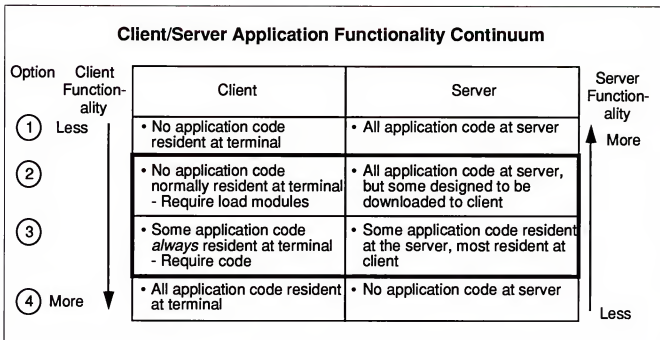 Client/Server Application Functionality Continuum
Option
Client
Function-
ality
Client
Server
Server
Function-
ality
1
Less
• No application code
resident at terminal
• All application code at server
More
2
• No application code
normally resident at terminal
- Require load modules
• All application code at server,
but some designed to be
downloaded to client
3
• Some application code
always resident at terminal
- Require code
• Some application code resident
at the server, most resident at
client
4
More
• All application code resident
at terminal
• No application code at server
Less